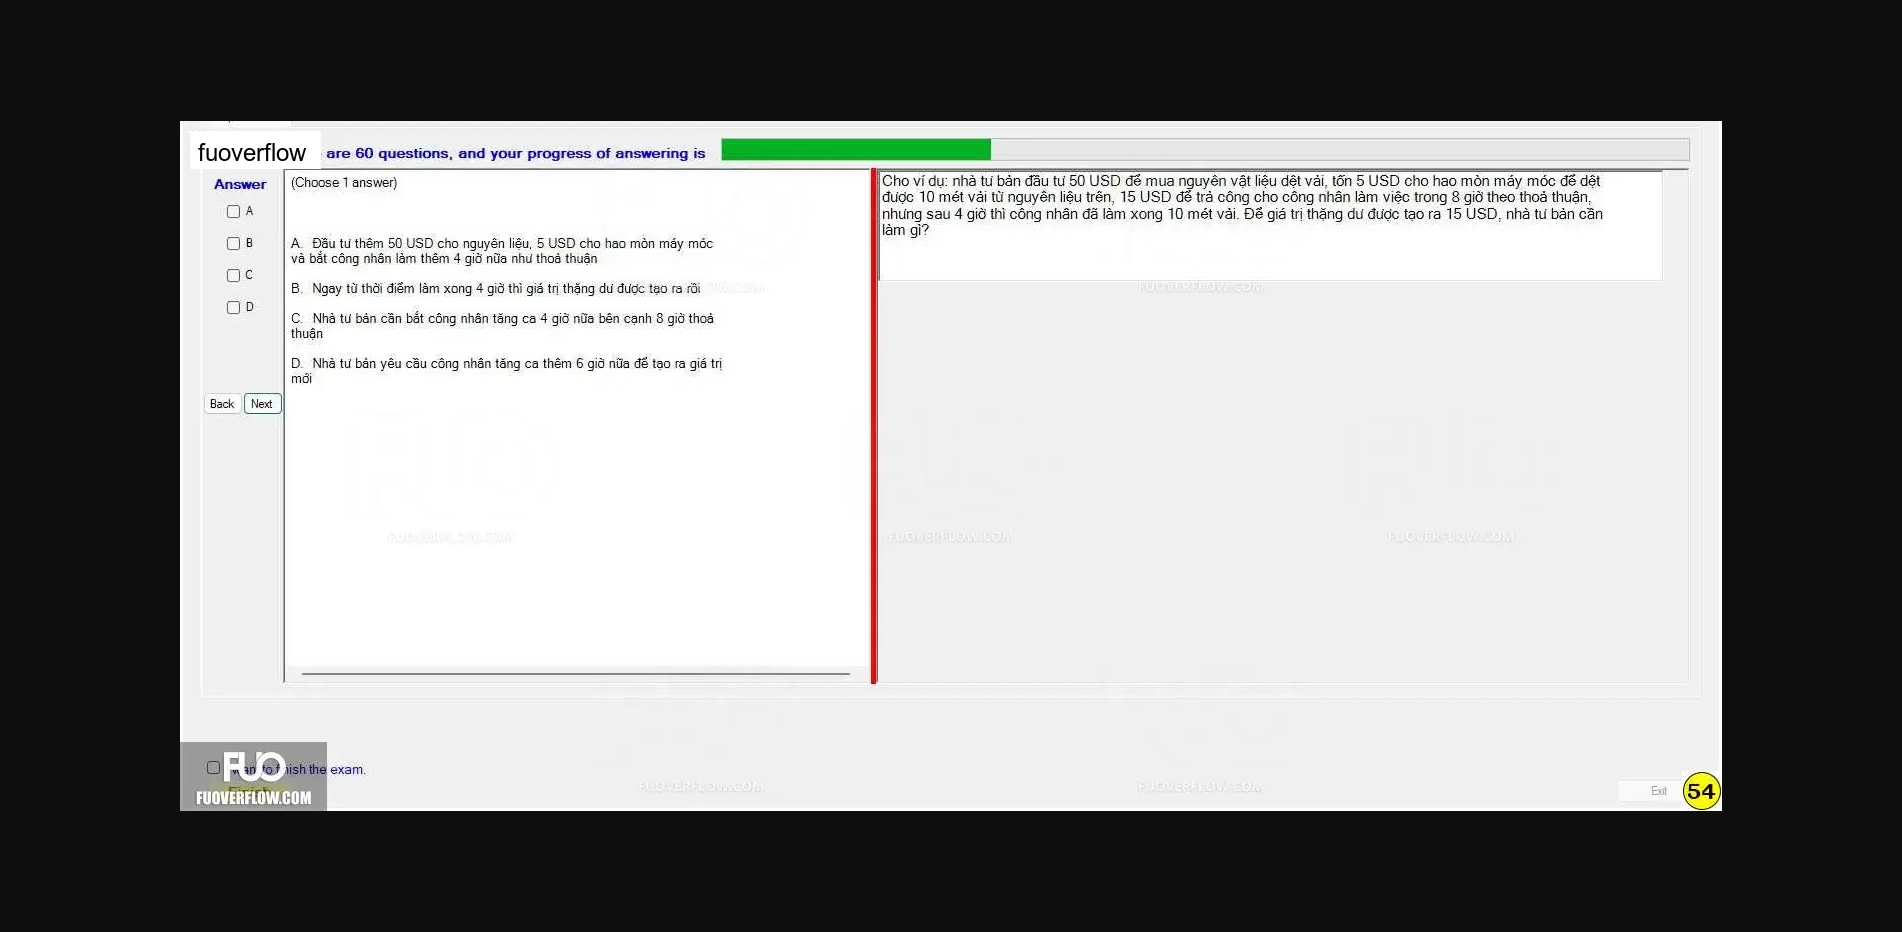 fuoverflow are 60 questions, and your progress of answering is
Answer
A
B
C
D
Back Next
(Choose 1 answer)
A. Đầu tư thêm 50 USD cho nguyên liệu, 5 USD cho hao mòn máy móc
và bắt công nhân làm thêm 4 giờ nữa như thoả thuận
B. Ngay từ thời điểm làm xong 4 giờ thì giá trị thặng dư được tạo ra rồi
C. Nhà tư bản cần bắt công nhân tăng ca 4 giờ nữa bên cạnh 8 giờ thoả
thuận
D. Nhà tư bản yêu cầu công nhân tăng ca thêm 6 giờ nữa để tạo ra giá trị
mới
Cho ví dụ: nhà tư bản đầu tư 50 USD để mua nguyên vật liệu dệt vải, tốn 5 USD cho hao mòn máy móc để dệt
được 10 mét vải từ nguyên liệu trên, 15 USD để trả công cho công nhân làm việc trong 8 giờ theo thoả thuận,
nhưng sau 4 giờ thì công nhân đã làm xong 10 mét vải. Để giá trị thặng dư được tạo ra 15 USD, nhà tư bản cần
làm gì?
FUOVERFLOW.COM
FUOVERFLOW.COM FUOVERFLOW.COM FUOVERFLOW.COM
FUOVERFLOW.COM FUOVERFLOW.COM
FUO
want to finish the exam.
Finish
FUOVERFLOW.COM
Exit 54